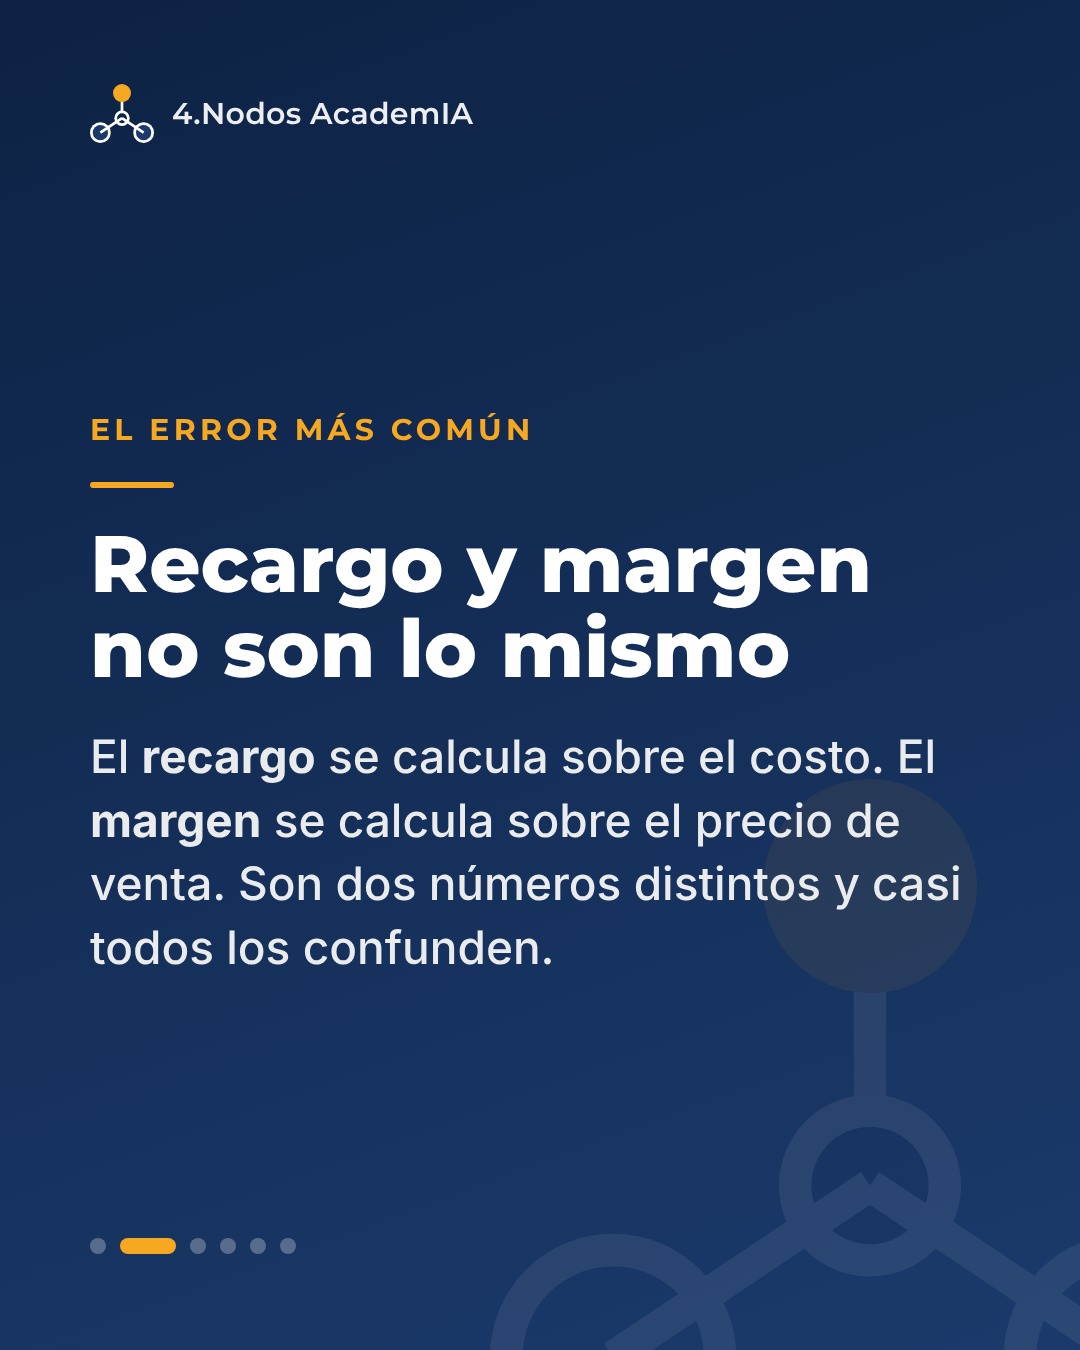 4.Nodos AcademIA
EL ERROR MÁS COMÚN
Recargo y margen
no son lo mismo
El recargo se calcula sobre el costo. El
margen se calcula sobre el precio de
venta. Son dos números distintos y casi
todos los confunden.